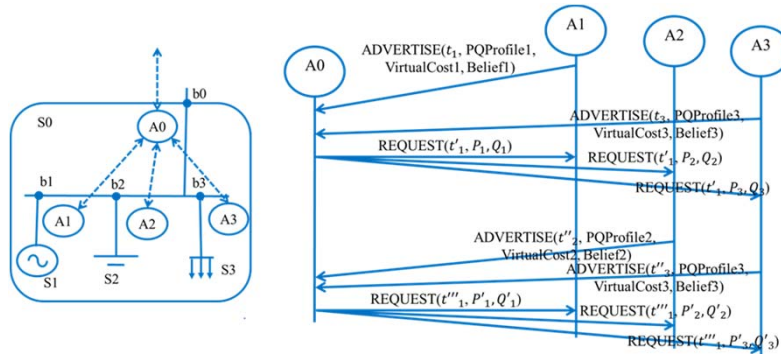 b0
S0
A0
b1
b2
b3
A1
A2
A3
S1
S2
S3
A0
A1
A2
A3
ADVERTISE(t₁, PQProfile1,
VirtualCost1, Belief1)
ADVERTISE(t₃, PQProfile3,
VirtualCost3, Belief3)
REQUEST(t'₁, P₁, Q₁)
REQUEST(t'₁, P₂, Q₂)
REQUEST(t'₁, P₃, Q₃)
ADVERTISE(t''₂, PQProfile2,
VirtualCost2, Belief2)
ADVERTISE(t''₃, PQProfile3,
VirtualCost3, Belief3)
REQUEST(t'''₁, P'₁, Q'₁)
REQUEST(t'''₁, P'₂, Q'₂)
REQUEST(t'''₁, P'₃, Q'₃)